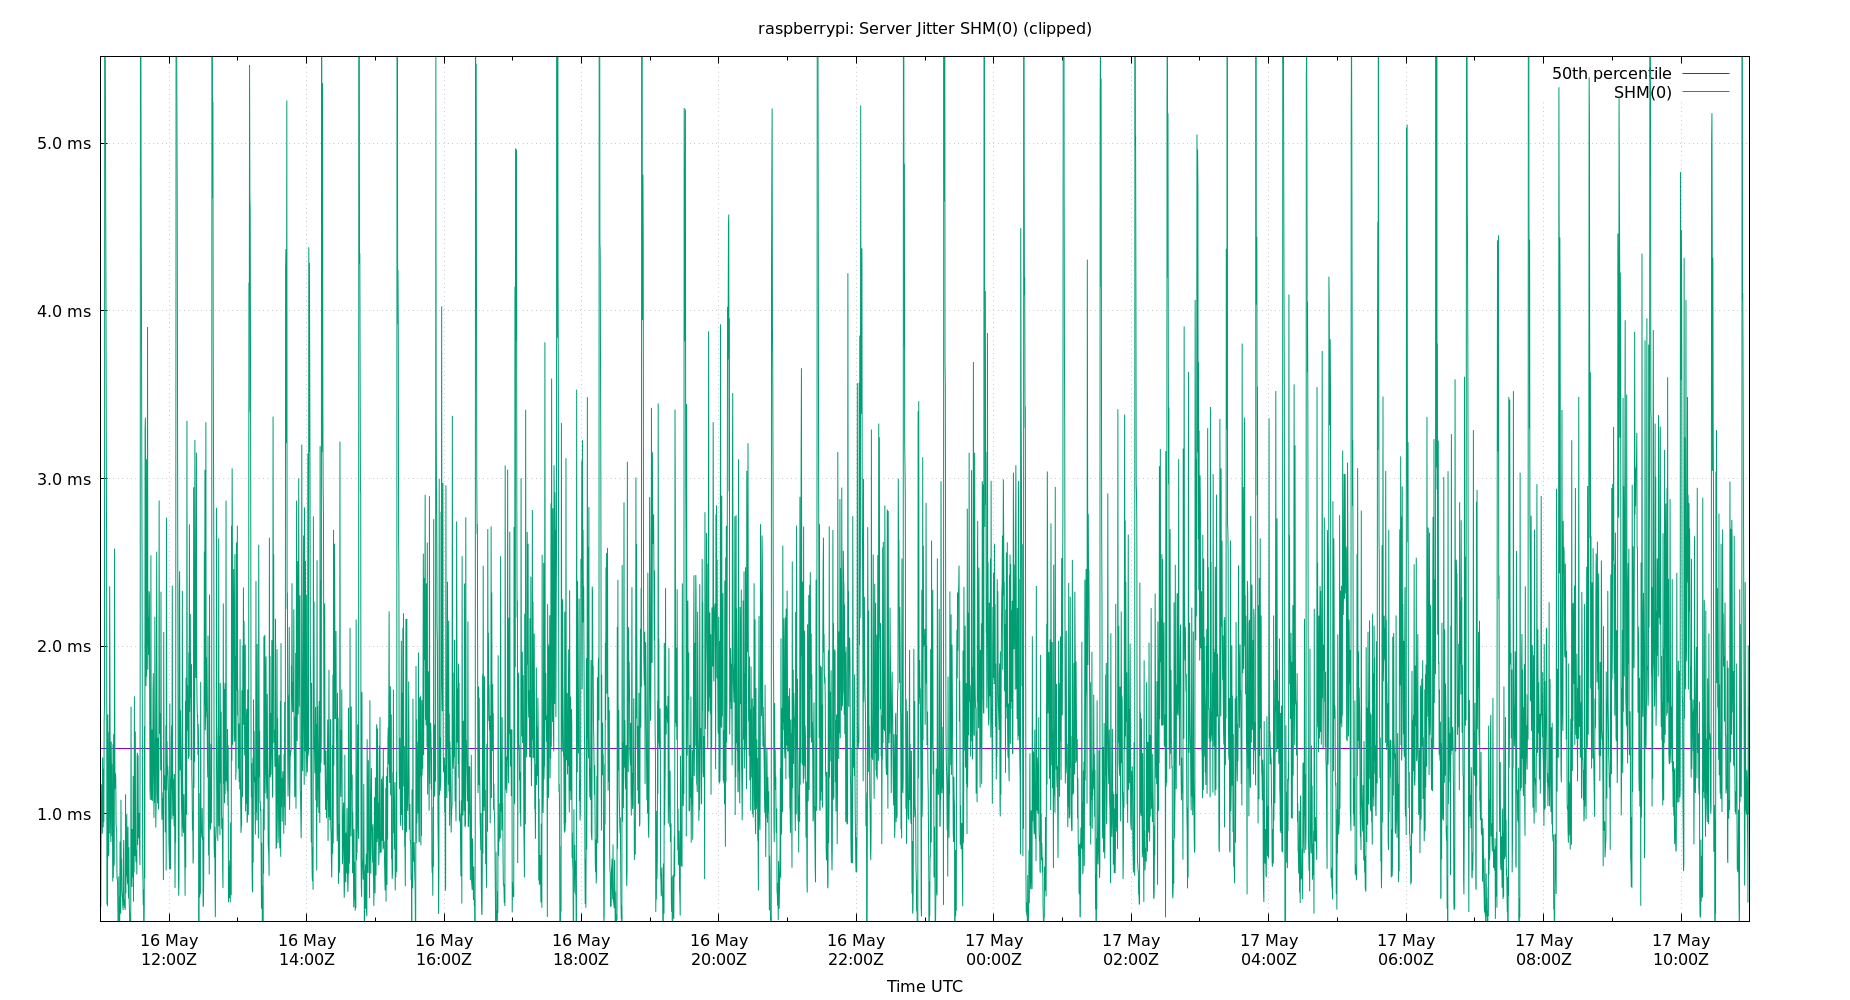 raspberrypi: Server Jitter SHM(0) (clipped)
50th percentile
SHM(0)
5.0 ms
4.0 ms
3.0 ms
2.0 ms
1.0 ms
16 May 16 May 16 May 16 May 16 May 16 May 17 May 17 May 17 May 17 May 17 May 17 May
12:00Z 14:00Z 16:00Z 18:00Z 20:00Z 22:00Z 00:00Z 02:00Z 04:00Z 06:00Z 08:00Z 10:00Z
Time UTC